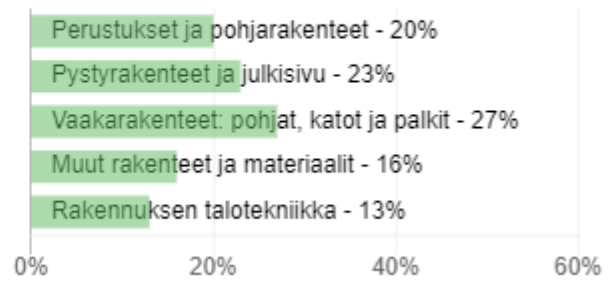 Perustukset ja pohjarakenteet - 20%
Pystyrakenteet ja julkisivu - 23%
Vaakarakenteet: pohjat, katot ja palkit - 27%
Muut rakenteet ja materiaalit - 16%
Rakennuksen talotekniikka - 13%
0% 20% 40% 60%